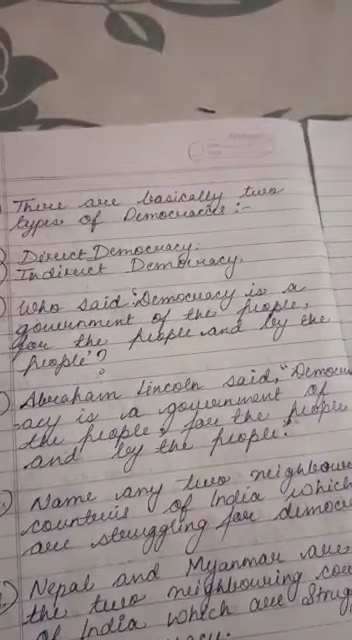 There are basically two
types of Democracies:-
Direct Democracy.
Indirect Democracy.
Who said "Democracy is a
government of the people,
for the people and by the
people"?
Abraham Lincoln said, "Democr
-acy is a government of
the people, for the people
and by the people."
Name any two neighbour
countries of India which
are struggling for democr
Nepal and Myanmar are
the two neighbouring cou
of India which are strug